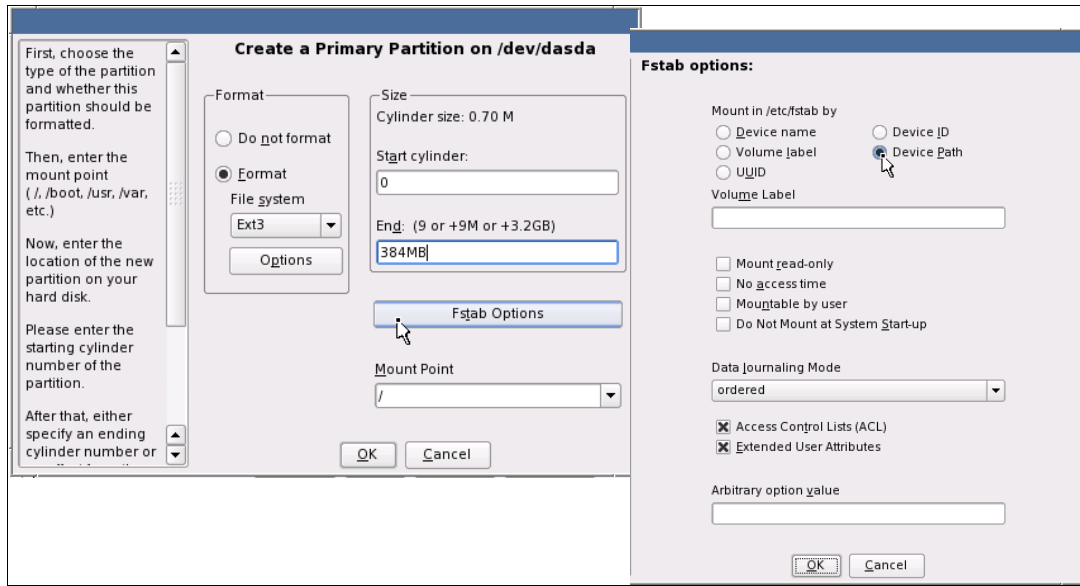 First, choose the
type of the partition
and whether this
partition should be
formatted.
Then, enter the
mount point
( /, /boot, /usr, /var,
etc.)
Now, enter the
location of the new
partition on your
hard disk.
Please enter the
starting cylinder
number of the
partition.
After that, either
specify an ending
cylinder number or
Create a Primary Partition on /dev/dasda
Format
Do not format
Format
File system
Ext3
Options
Size
Cylinder size: 0.70 M
Start cylinder:
0
End: (9 or +9M or +3.2GB)
384MB
Fstab Options
Mount Point
/
OK
Cancel
Fstab options:
Mount in /etc/fstab by
Device name
Device ID
Volume label
Device Path
UUID
Volume Label
Mount read-only
No access time
Mountable by user
Do Not Mount at System Start-up
Data Journaling Mode
ordered
Access Control Lists (ACL)
Extended User Attributes
Arbitrary option value
OK
Cancel